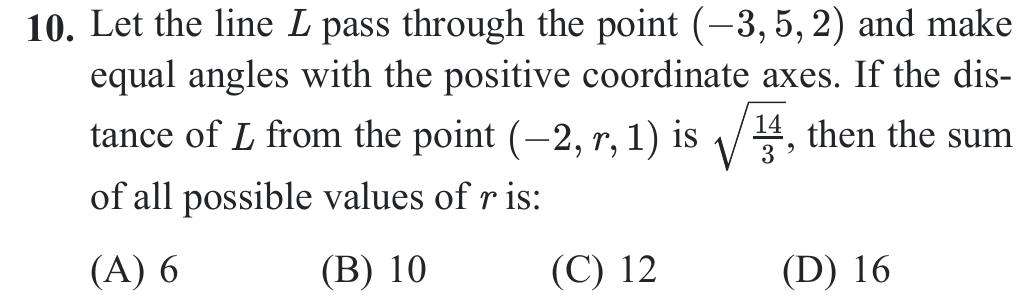 10. Let the line L pass through the point (−3, 5, 2) and make
equal angles with the positive coordinate axes. If the dis-
tance of L from the point (−2, r, 1) is √(14/3), then the sum
of all possible values of r is:
(A) 6 (B) 10 (C) 12 (D) 16